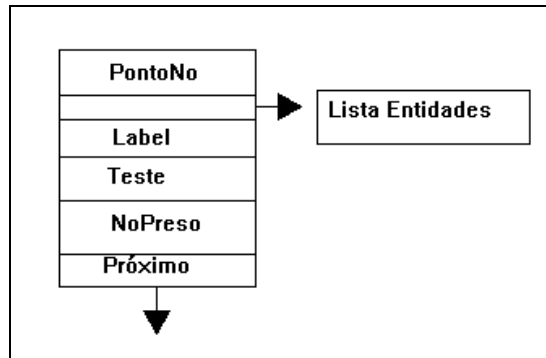 PontoNo
Lista Entidades
Label
Teste
NoPreso
Próximo